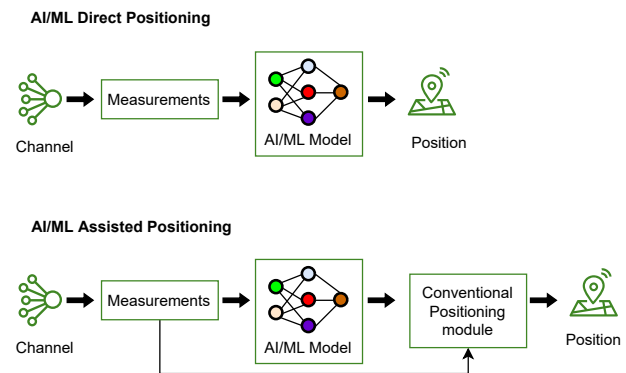 AI/ML Direct Positioning
Measurements
AI/ML Model
Channel
Position
AI/ML Assisted Positioning
Measurements
AI/ML Model
Conventional
Positioning
module
Channel
Position